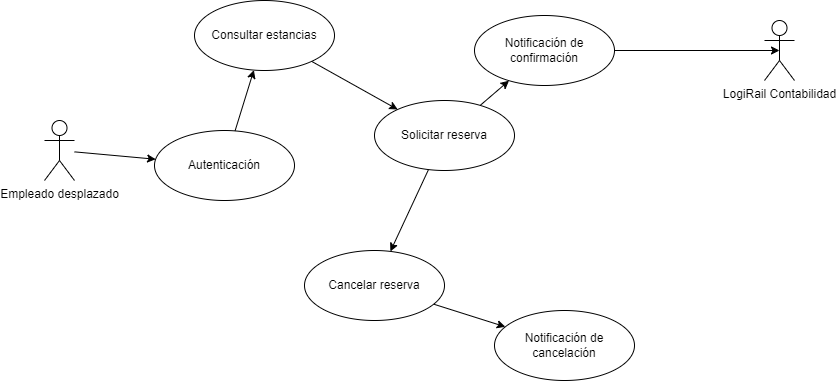 Consultar estancias
Notificación de
confirmación
LogiRail Contabilidad
Solicitar reserva
Autenticación
Empleado desplazado
Cancelar reserva
Notificación de
cancelación